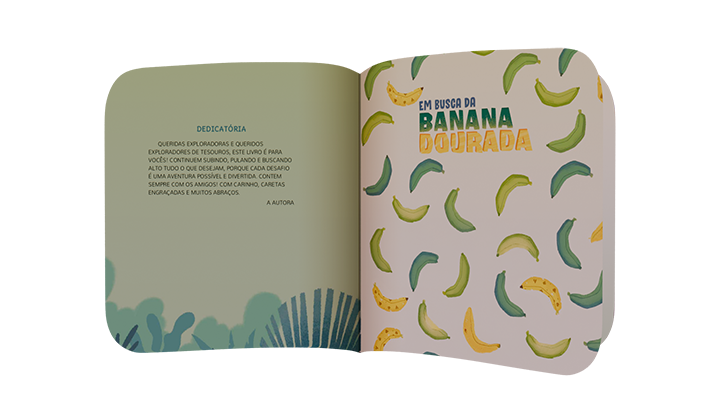 DEDICATÓRIA
QUERIDAS EXPLORADORAS E QUERIDOS
EXPLORADORES DE TESOUROS, ESTE LIVRO É PARA
VOCÊS! CONTINUEM SUBINDO, PULANDO E BUSCANDO
ALTO TUDO O QUE DESEJAM, PORQUE CADA DESAFIO
É UMA AVENTURA POSSÍVEL E DIVERTIDA. CONTEM
SEMPRE COM OS AMIGOS! COM CARINHO, CARETAS
ENGRAÇADAS E MUITOS ABRAÇOS.
A AUTORA
EM BUSCA DA
BANANA
DOURADA